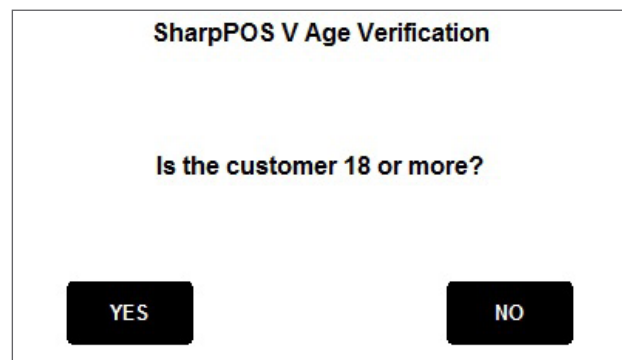 SharpPOS V Age Verification
Is the customer 18 or more?
YES NO